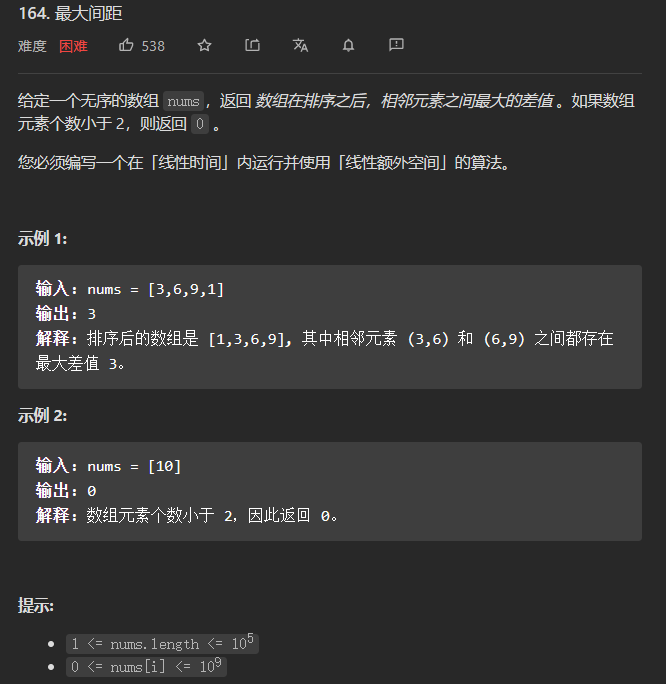 164. 最大间距
难度 困难 538
给定一个无序的数组 nums，返回 数组在排序之后，相邻元素之间最大的差值 。如果数组
元素个数小于 2，则返回 0 。
您必须编写一个在「线性时间」内运行并使用「线性额外空间」的算法。
示例 1:
输入：nums = [3,6,9,1]
输出：3
解释：排序后的数组是 [1,3,6,9], 其中相邻元素 (3,6) 和 (6,9) 之间都存在
最大差值 3。
示例 2:
输入：nums = [10]
输出：0
解释：数组元素个数小于 2，因此返回 0。
提示:
1 <= nums.length <= 10⁵
0 <= nums[i] <= 10⁹